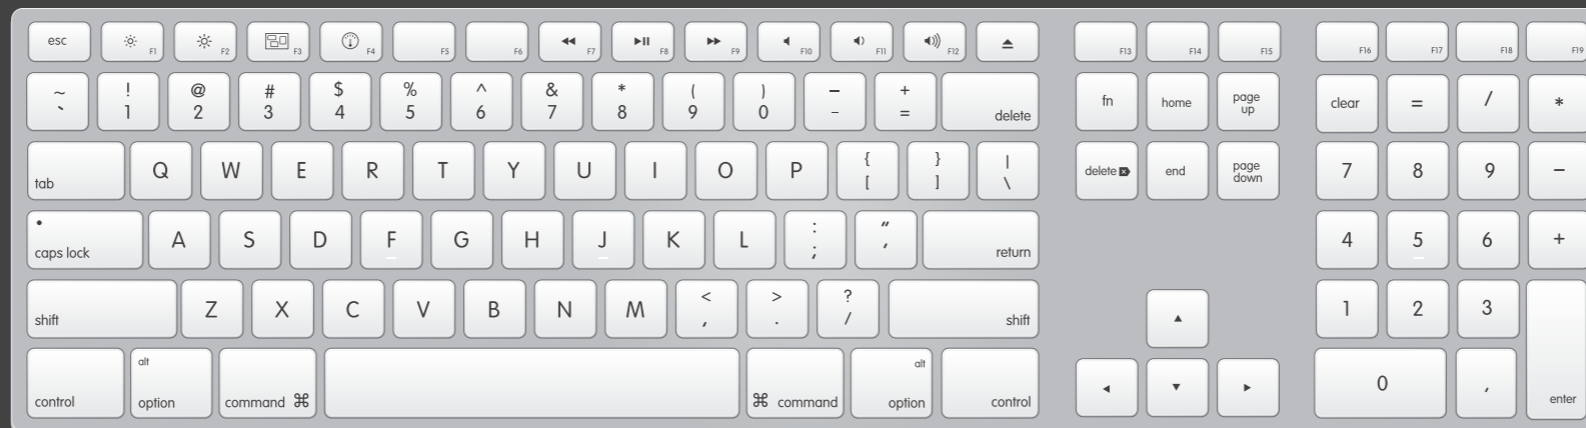 esc F1 F2 F3 F4 F5 F6 F7 F8 F9 F10 F11 F12 F13 F14 F15 F16 F17 F18 F19
~ ! @ # $ % ^ & * ( ) – +
` 1 2 3 4 5 6 7 8 9 0 - = delete fn home page up clear = / *
tab Q W E R T Y U I O P { [ } ] | \ delete end page down 7 8 9 –
caps lock A S D F G H J K L : ; " ' return 4 5 6 +
shift Z X C V B N M < , > . ? / shift 1 2 3
control alt option command ⌘ ⌘ command alt option control 0 , enter